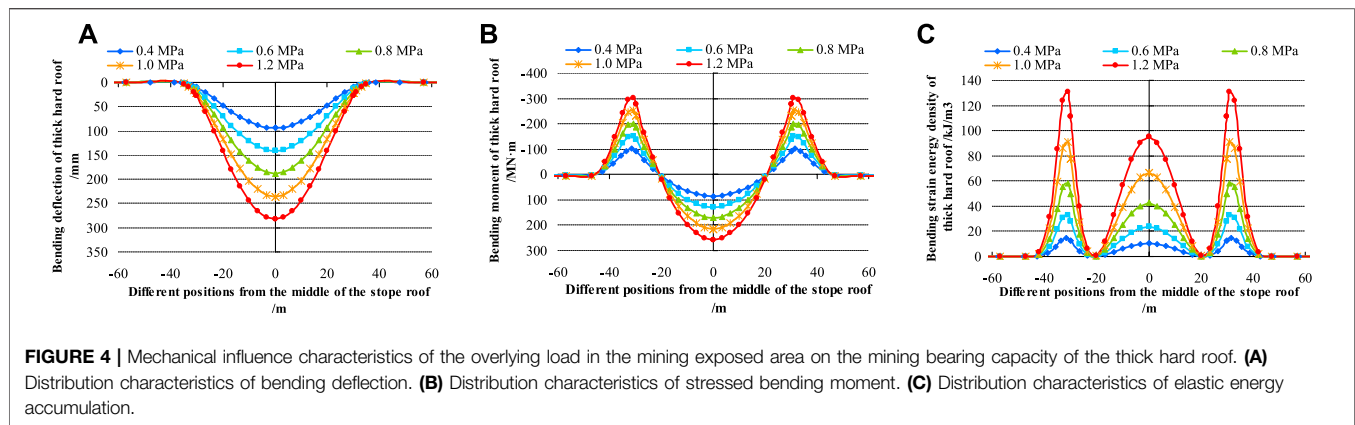 A
0.4 MPa 0.6 MPa 0.8 MPa
1.0 MPa 1.2 MPa
Bending deflection of thick hard roof
/mm
0
50
100
150
200
250
300
350
-60 -40 -20 0 20 40 60
Different positions from the middle of the stope roof
/m
B
0.4 MPa 0.6 MPa 0.8 MPa
1.0 MPa 1.2 MPa
Bending moment of thick hard roof
/MN·m
-400
-300
-200
-100
0
100
200
300
-60 -40 -20 0 20 40 60
Different positions from the middle of the stope roof
/m
C
0.4 MPa 0.6 MPa 0.8 MPa
1.0 MPa 1.2 MPa
Bending strain energy density of
thick hard roof /kJ/m3
140
120
100
80
60
40
20
0
-60 -40 -20 0 20 40 60
Different positions from the middle of the stope roof
/m
FIGURE 4 | Mechanical influence characteristics of the overlying load in the mining exposed area on the mining bearing capacity of the thick hard roof. (A)
Distribution characteristics of bending deflection. (B) Distribution characteristics of stressed bending moment. (C) Distribution characteristics of elastic energy
accumulation.